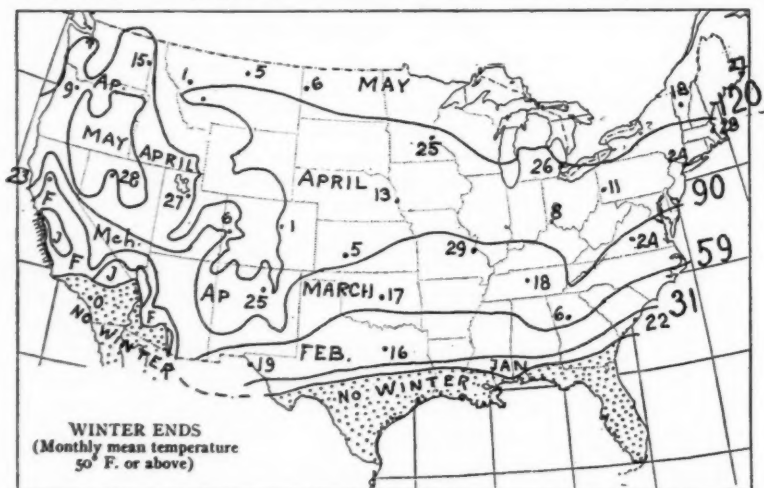 15
1
5
6
MAY
18
27
120
9
Ap.
28
MAY
APRIL
25
26
2A
23
28
27
APRIL
13
11
90
F
6
1
8
Mch.
5
29
2A
J
F
J
AP
25
MARCH
17
18
59
0
F
6
31
NO WINTER
FEB.
16
22
19
JAN
NO WINTER
WINTER ENDS
(Monthly mean temperature
50° F. or above)